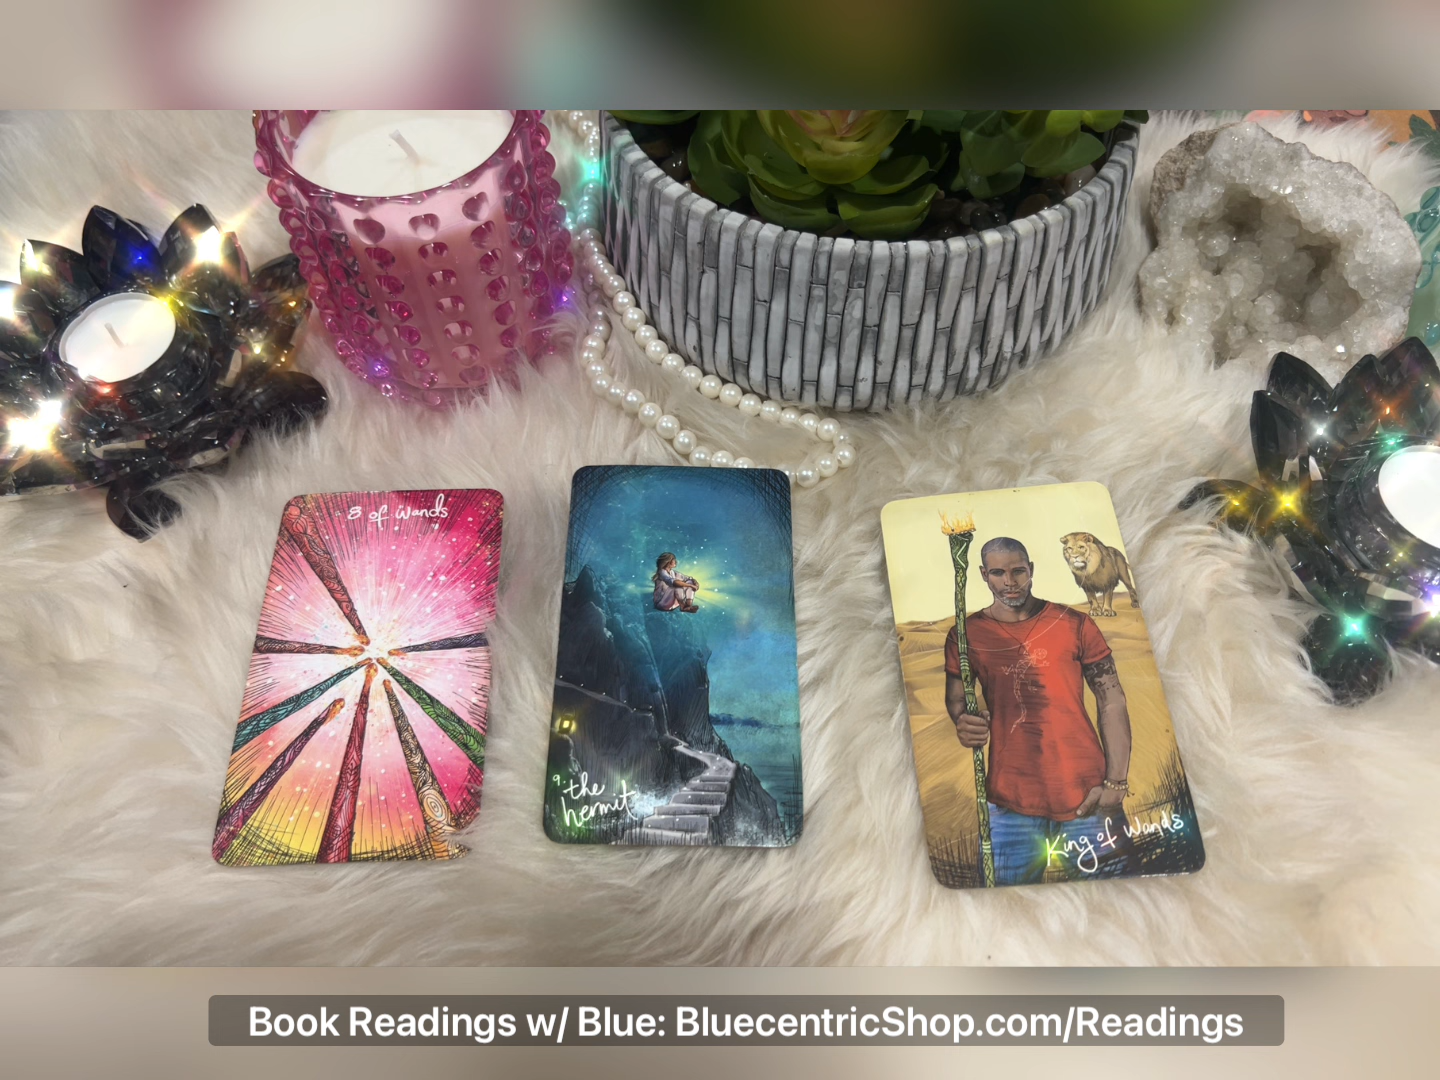 8 of wands
9.
the
hermit
King of Wands
Book Readings w/ Blue: BluecentricShop.com/Readings